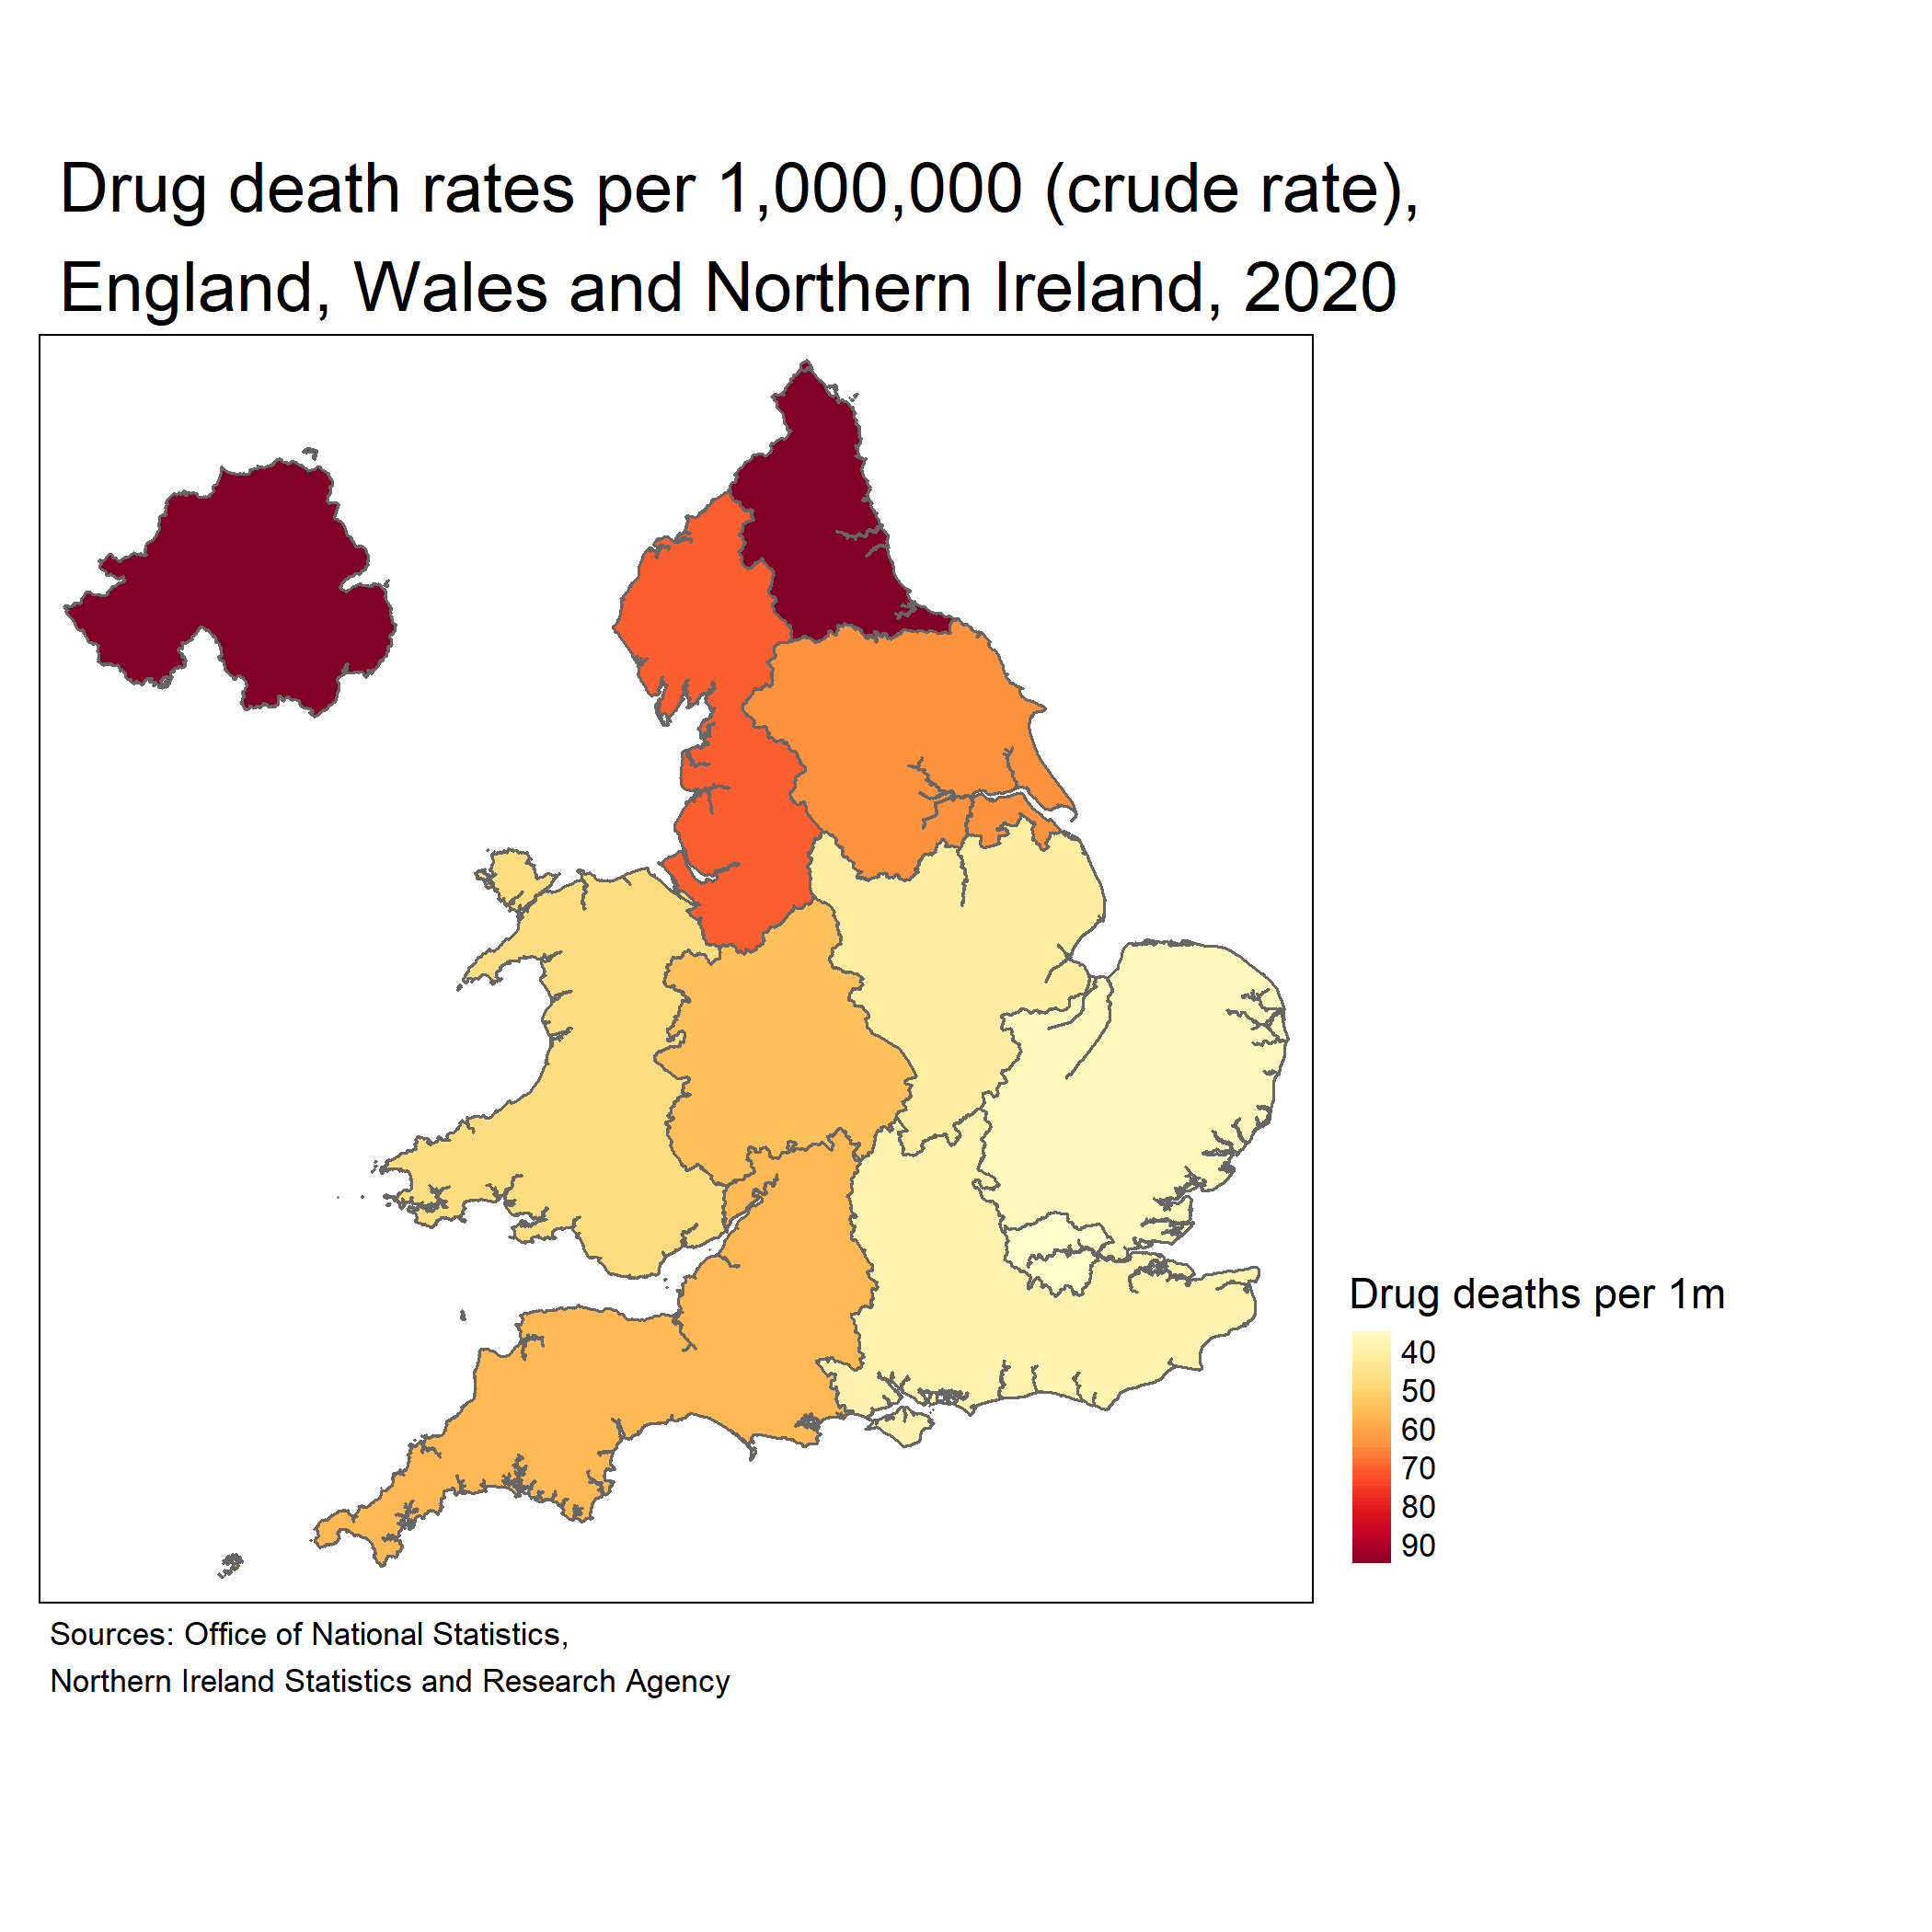 Drug death rates per 1,000,000 (crude rate),
England, Wales and Northern Ireland, 2020
Drug deaths per 1m
40
50
60
70
80
90
Sources: Office of National Statistics,
Northern Ireland Statistics and Research Agency